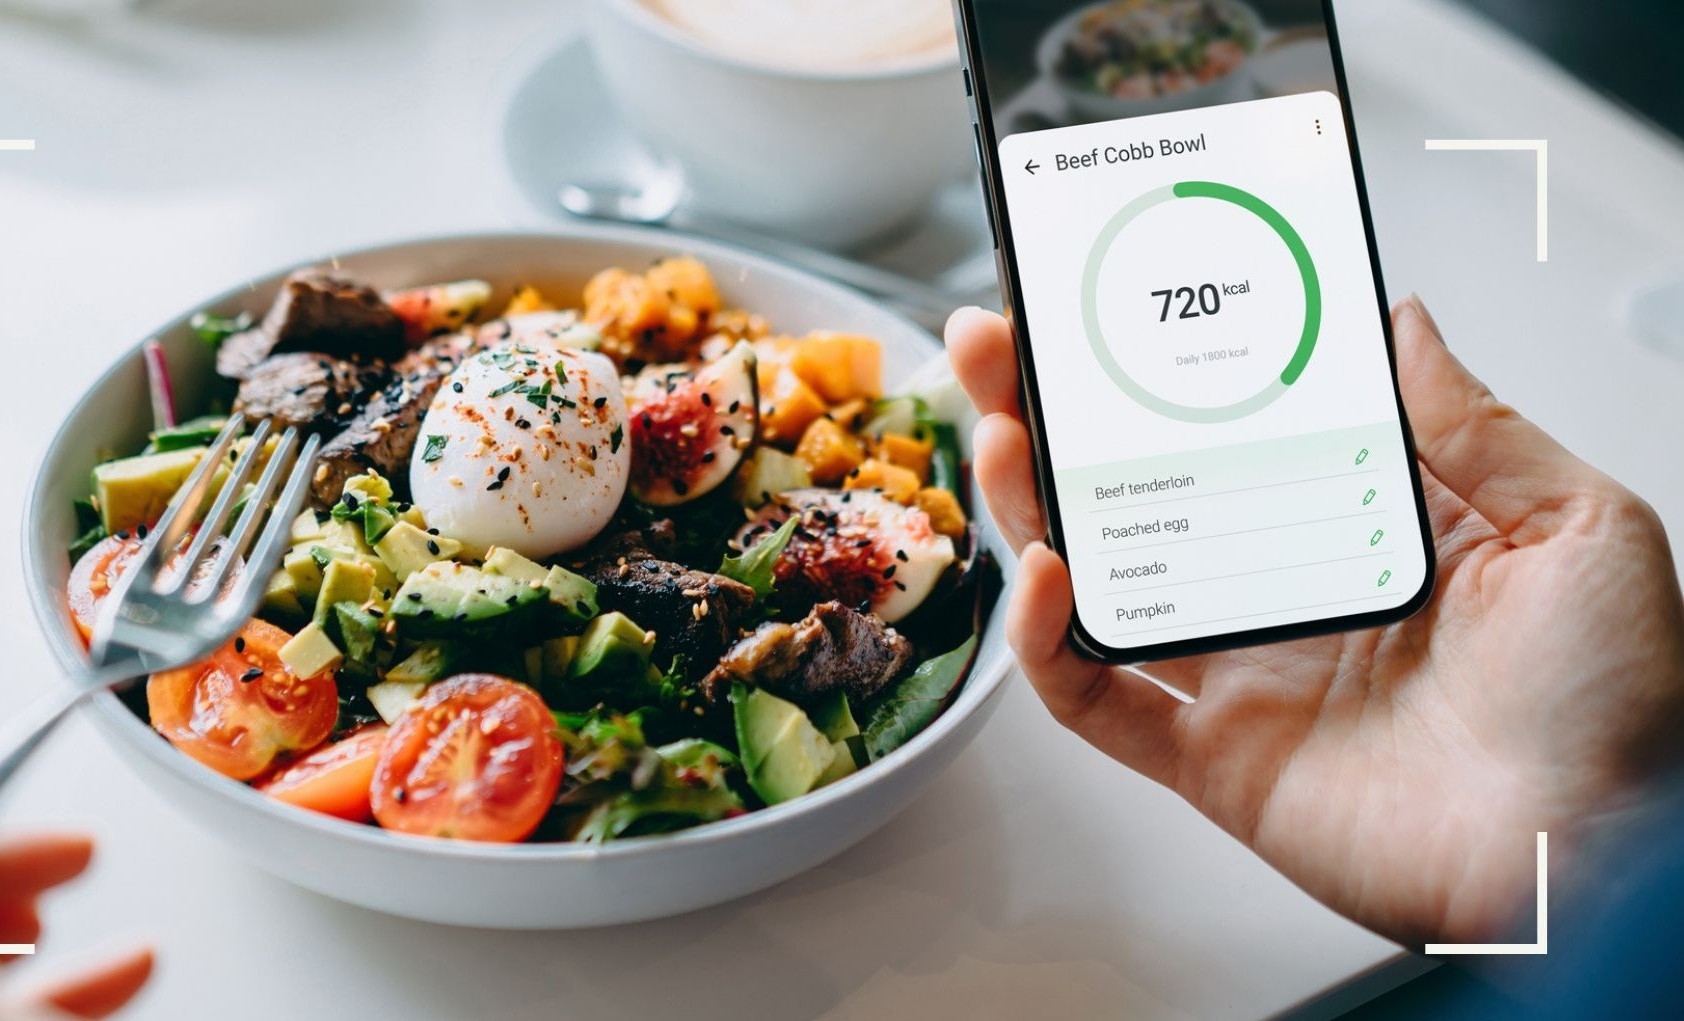 Beef Cobb Bowl
720 kcal
Daily 1800 kcal
Beef tenderloin
Poached egg
Avocado
Pumpkin